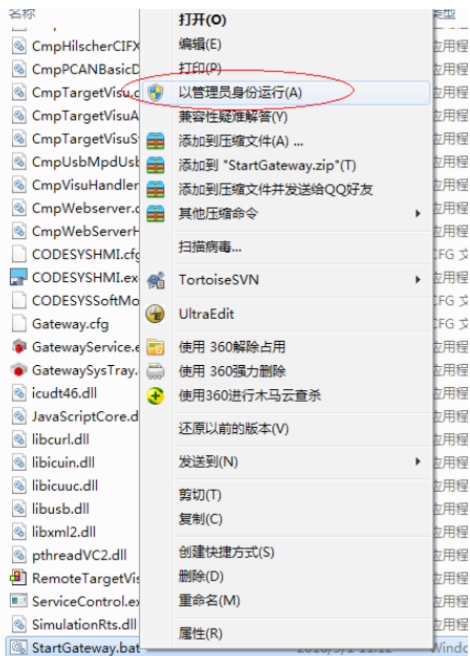 名称
类型
打开(O)
CmpHilscherCIFX
编辑(E)
应用程
CmpPCANBasicD
打印(P)
应用程
CmpTargetVisu.d
以管理员身份运行(A)
应用程
CmpTargetVisuA
兼容性疑难解答(Y)
应用程
CmpTargetVisuS
添加到压缩文件(A) ...
应用程
CmpUsbMpdUsb
添加到 "StartGateway.zip"(T)
应用程
CmpVisuHandler
添加到压缩文件并发送给QQ好友
应用程
CmpWebserver.d
其他压缩命令
应用程
CmpWebServerH
应用程
CODESYSHMI.cfg
扫描病毒...
CFG 文
CODESYSHMI.exe
TortoiseSVN
应用程
CODESYSSoftMo
CFG 文
Gateway.cfg
UltraEdit
CFG 文
GatewayService.e
使用 360解除占用
应用程
GatewaySysTray.
使用 360强力删除
应用程
icudt46.dll
使用360进行木马云查杀
应用程
JavaScriptCore.d
应用程
libcurl.dll
还原以前的版本(V)
应用程
libicuin.dll
发送到(N)
应用程
libicuuc.dll
应用程
libusb.dll
剪切(T)
应用程
libxml2.dll
复制(C)
应用程
pthreadVC2.dll
创建快捷方式(S)
应用程
RemoteTargetVis
删除(D)
应用程
ServiceControl.ex
重命名(M)
应用程
SimulationRts.dll
属性(R)
应用程
StartGateway.bat
Windo